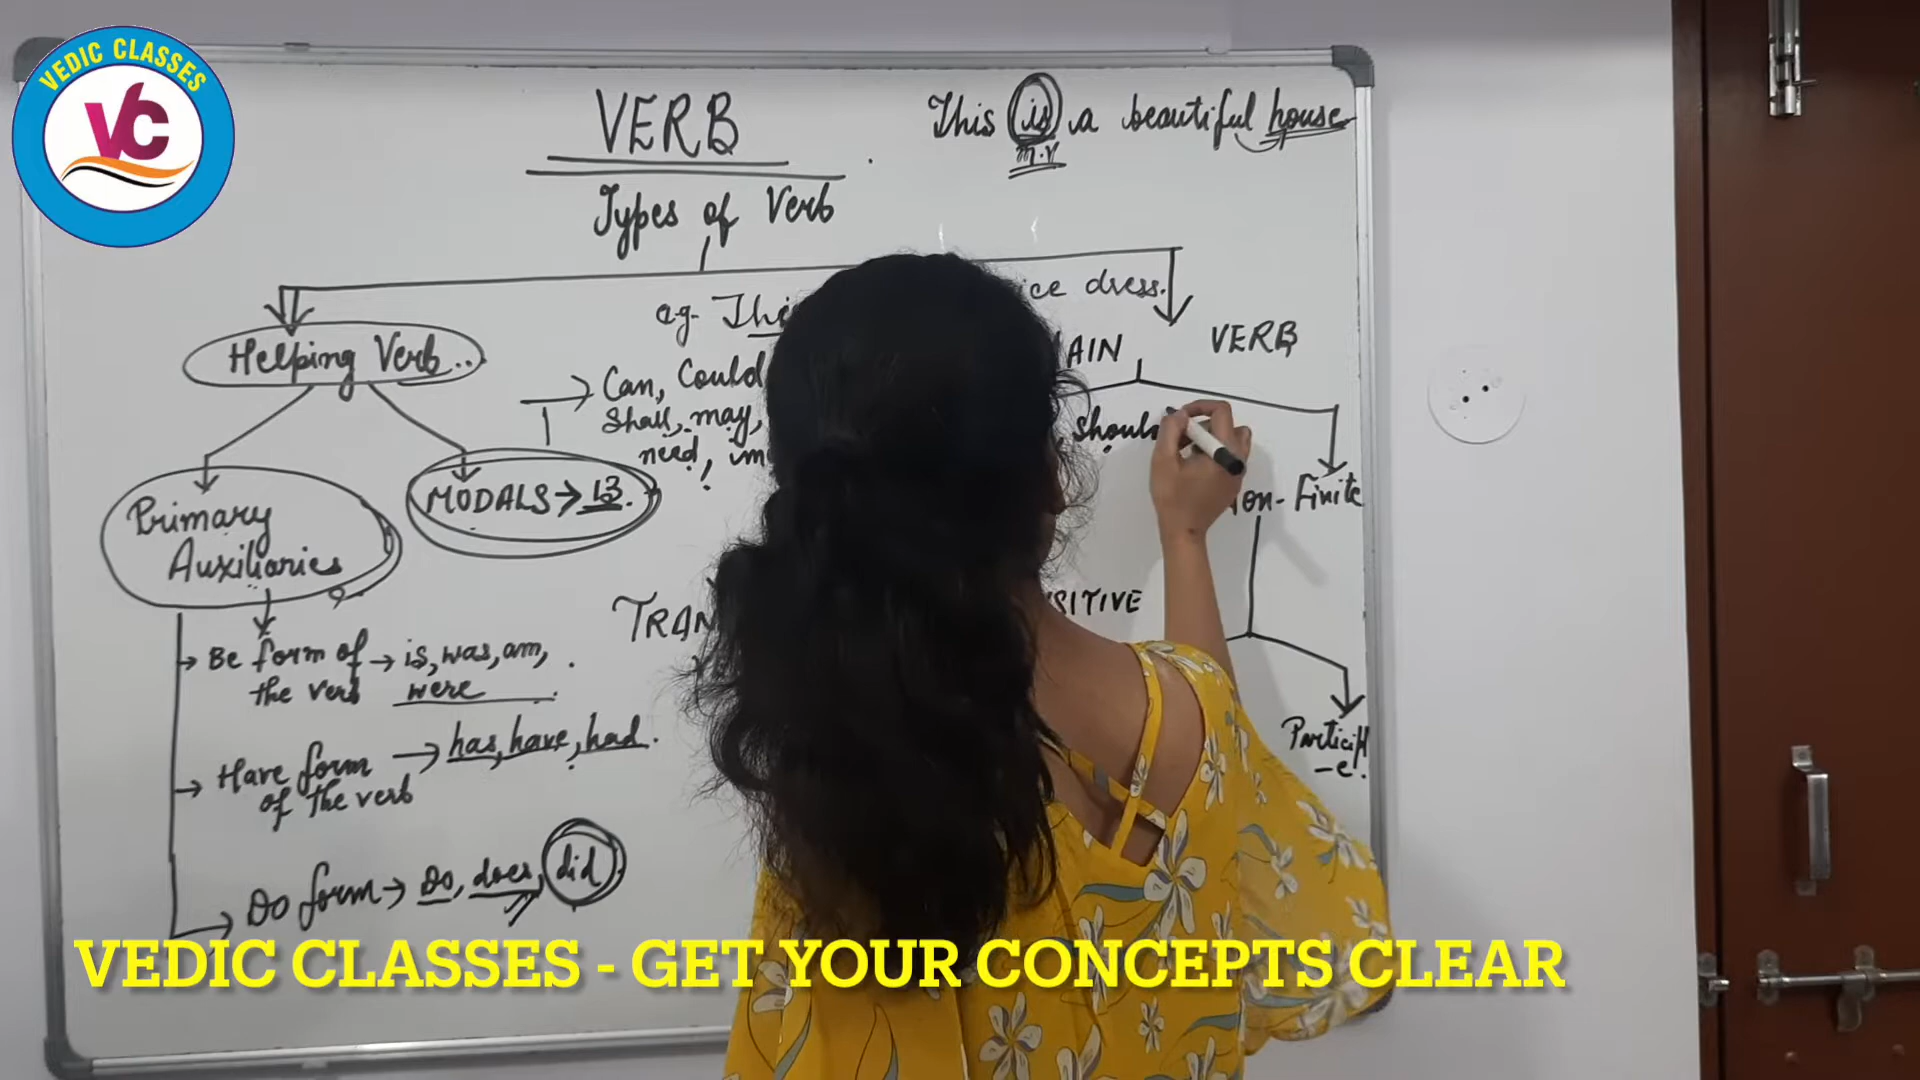 VEDIC CLASSES
VC
VERB
This is a beautiful house
m.v
Types of Verb
e.g. This
ice dress.
Helping Verb..
AIN VERB
Can, Could
Shall, may,
need,
should
MODALS → 13.
Non-Finite
Primary
Auxiliaries
TRAN
SITIVE
Be form of → is, was, am,
the verb were
Have form → has, have, had.
of the verb
Particip
-e.
Do form → Do, does, did
VEDIC CLASSES - GET YOUR CONCEPTS CLEAR